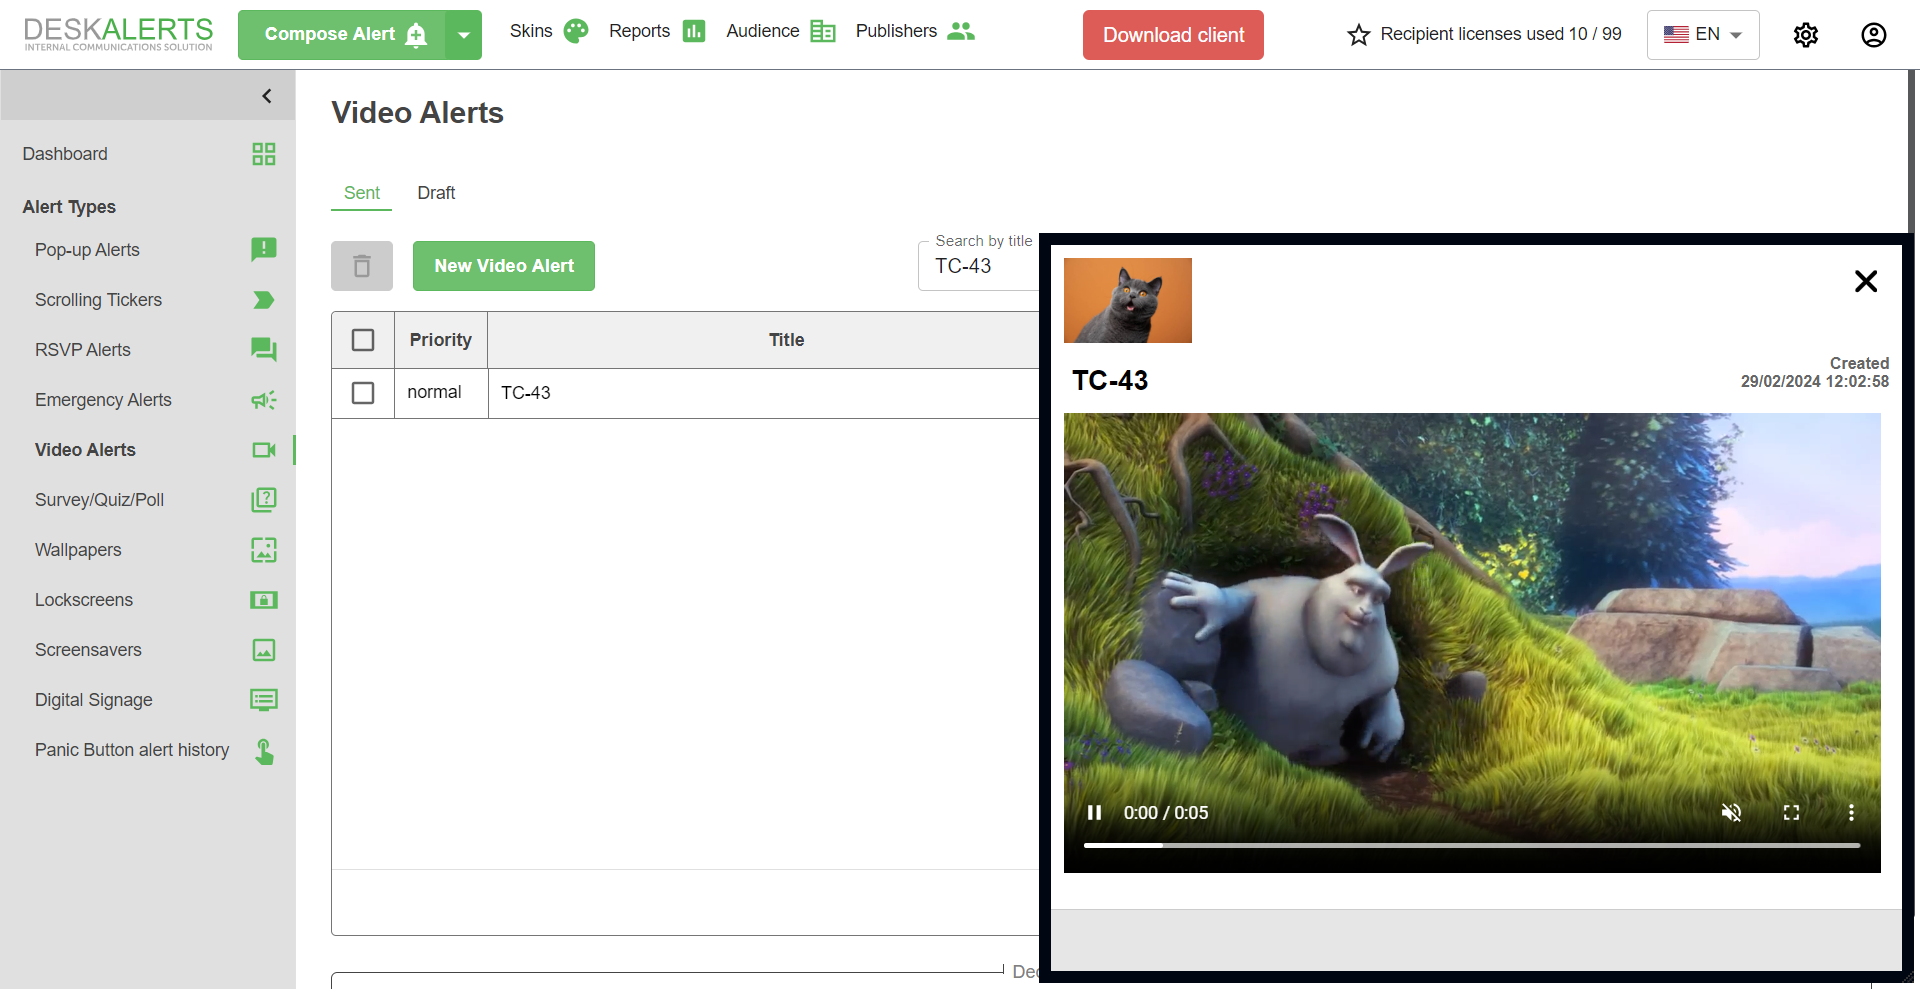 DESKALERTS
INTERNAL COMMUNICATIONS SOLUTION
Compose Alert
Skins
Reports
Audience
Publishers
Download client
Recipient licenses used 10 / 99
EN
Dashboard
Alert Types
Pop-up Alerts
Scrolling Tickers
RSVP Alerts
Emergency Alerts
Video Alerts
Survey/Quiz/Poll
Wallpapers
Lockscreens
Screensavers
Digital Signage
Panic Button alert history
Video Alerts
Sent
Draft
New Video Alert
Search by title
TC-43
Priority
Title
normal
TC-43
TC-43
Created
29/02/2024 12:02:58
0:00 / 0:05